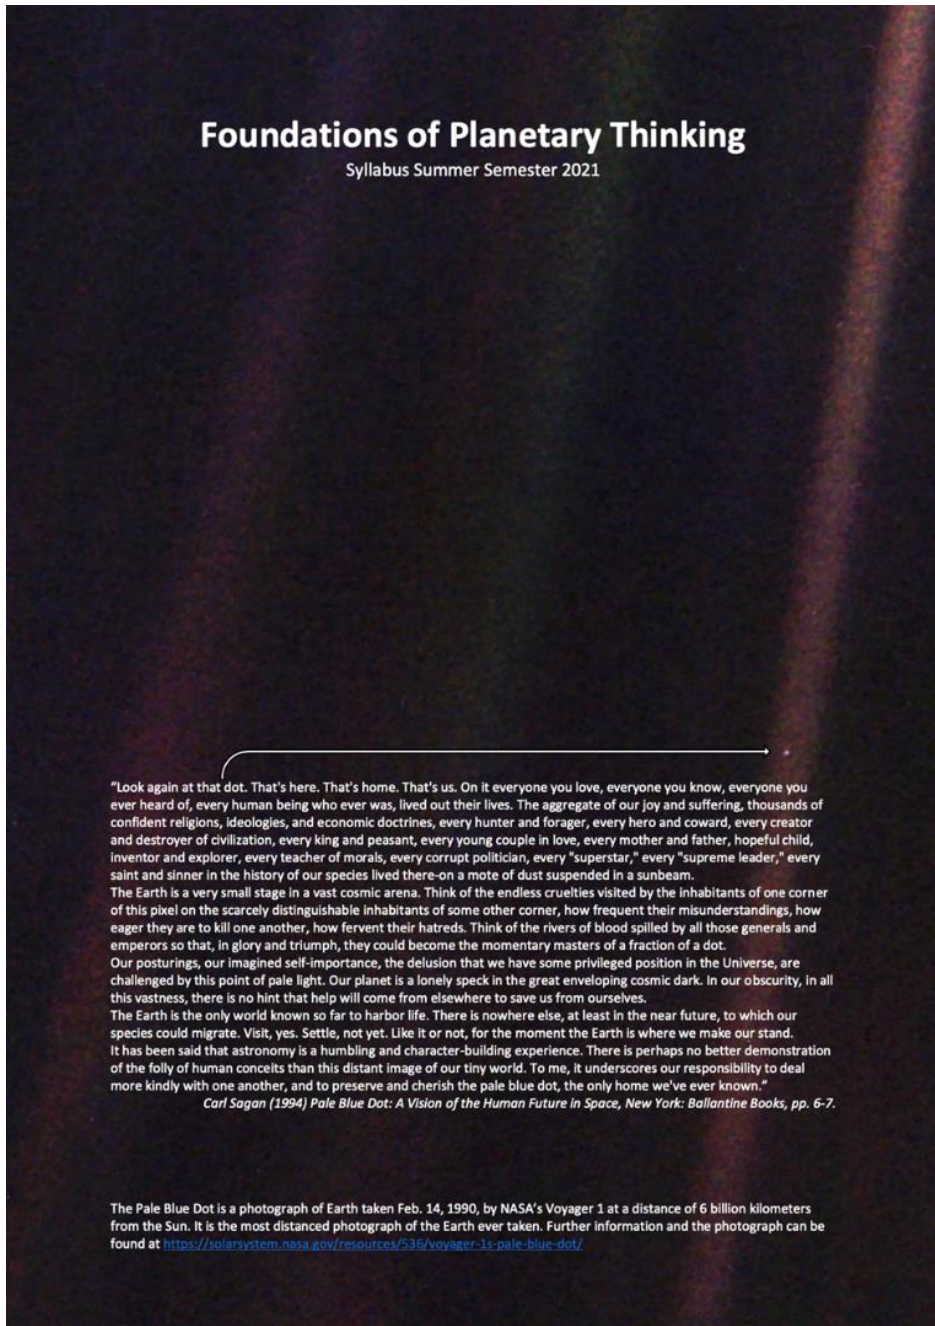 Foundations of Planetary Thinking
Syllabus Summer Semester 2021
“Look again at that dot. That's here. That's home. That's us. On it everyone you love, everyone you know, everyone you
ever heard of, every human being who ever was, lived out their lives. The aggregate of our joy and suffering, thousands of
confident religions, ideologies, and economic doctrines, every hunter and forager, every hero and coward, every creator
and destroyer of civilization, every king and peasant, every young couple in love, every mother and father, hopeful child,
inventor and explorer, every teacher of morals, every corrupt politician, every "superstar," every "supreme leader," every
saint and sinner in the history of our species lived there-on a mote of dust suspended in a sunbeam.
The Earth is a very small stage in a vast cosmic arena. Think of the endless cruelties visited by the inhabitants of one corner
of this pixel on the scarcely distinguishable inhabitants of some other corner, how frequent their misunderstandings, how
eager they are to kill one another, how fervent their hatreds. Think of the rivers of blood spilled by all those generals and
emperors so that, in glory and triumph, they could become the momentary masters of a fraction of a dot.
Our posturings, our imagined self-importance, the delusion that we have some privileged position in the Universe, are
challenged by this point of pale light. Our planet is a lonely speck in the great enveloping cosmic dark. In our obscurity, in all
this vastness, there is no hint that help will come from elsewhere to save us from ourselves.
The Earth is the only world known so far to harbor life. There is nowhere else, at least in the near future, to which our
species could migrate. Visit, yes. Settle, not yet. Like it or not, for the moment the Earth is where we make our stand.
It has been said that astronomy is a humbling and character-building experience. There is perhaps no better demonstration
of the folly of human conceits than this distant image of our tiny world. To me, it underscores our responsibility to deal
more kindly with one another, and to preserve and cherish the pale blue dot, the only home we've ever known.”
Carl Sagan (1994) Pale Blue Dot: A Vision of the Human Future in Space, New York: Ballantine Books, pp. 6-7.
The Pale Blue Dot is a photograph of Earth taken Feb. 14, 1990, by NASA’s Voyager 1 at a distance of 6 billion kilometers
from the Sun. It is the most distanced photograph of the Earth ever taken. Further information and the photograph can be
found at https://solarsystem.nasa.gov/resources/536/voyager-1s-pale-blue-dot/